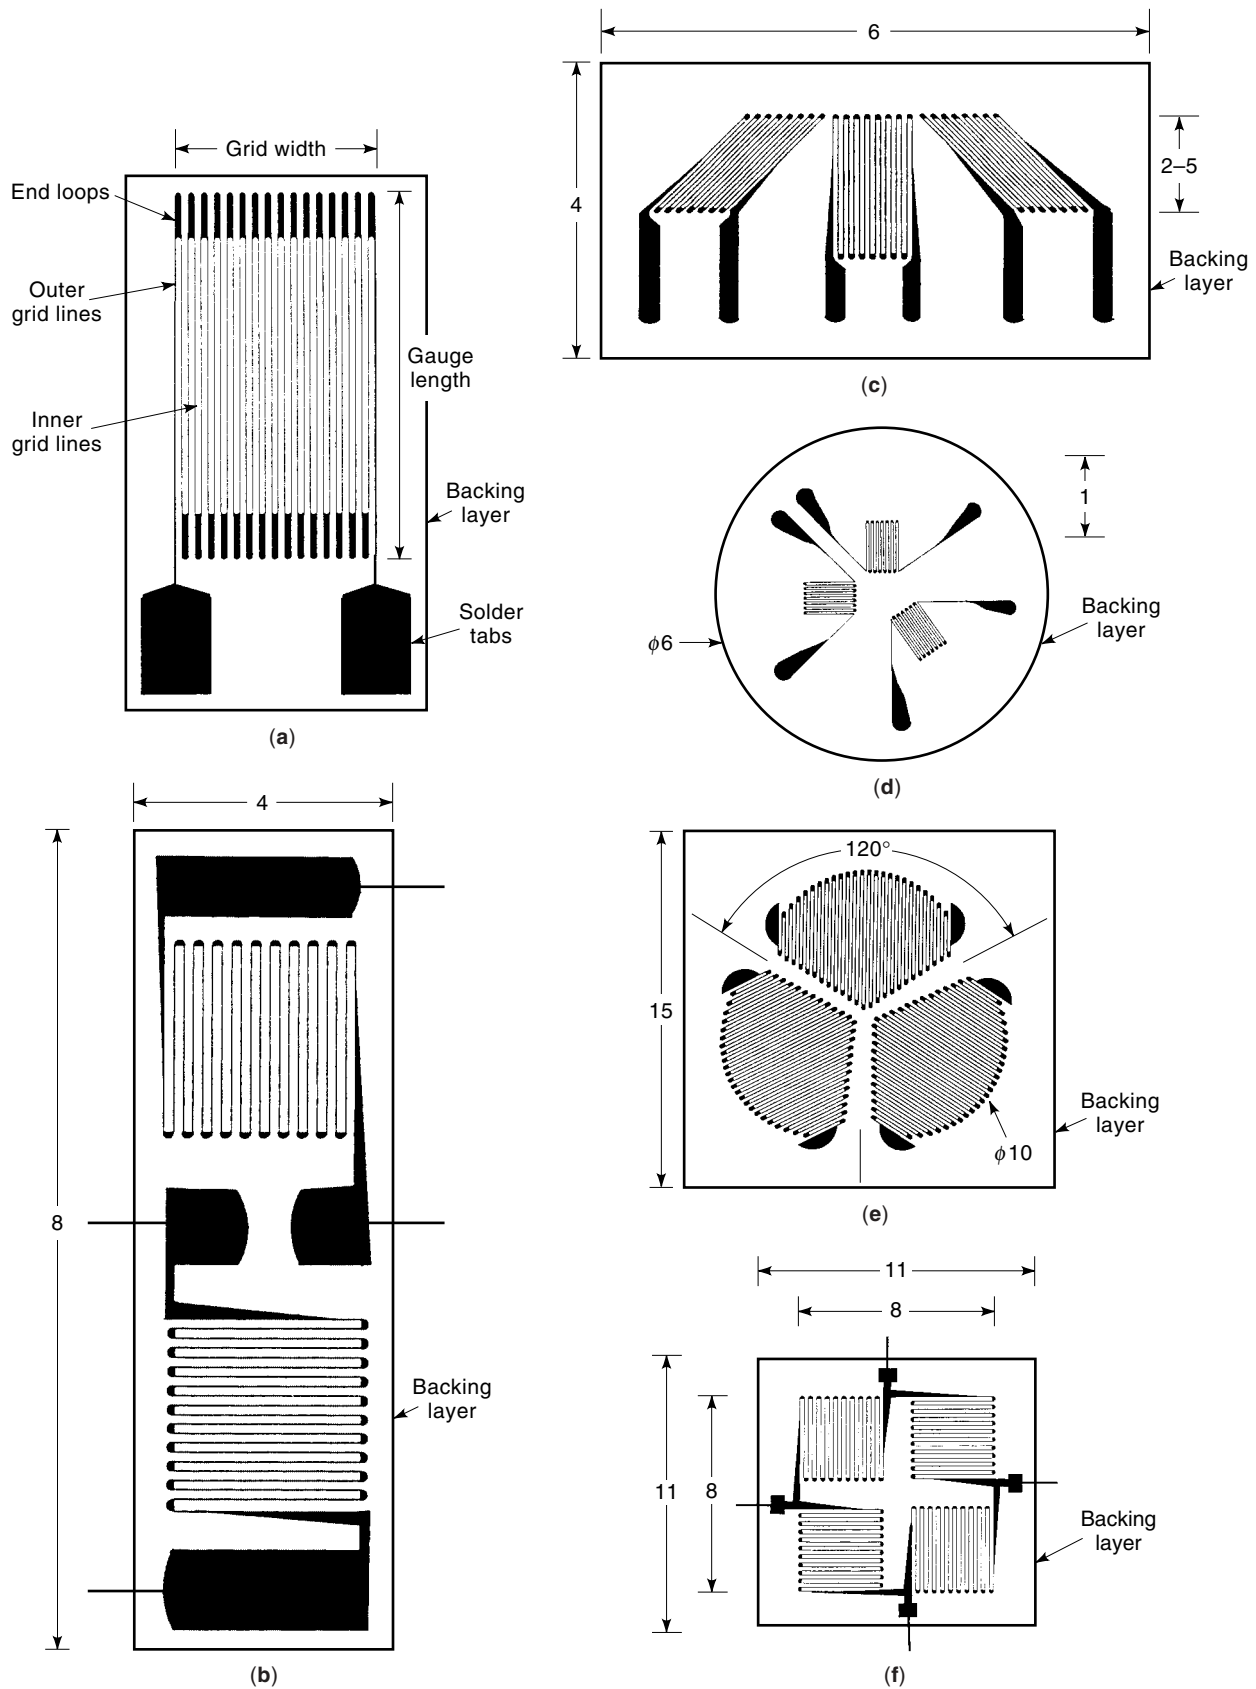 Grid width
End loops
Outer
grid lines
Inner
grid lines
Gauge
length
Backing
layer
Solder
tabs
(a)
6
4
2–5
Backing
layer
(c)
1
ϕ6
Backing
layer
(d)
4
8
Backing
layer
(b)
120°
15
ϕ10
Backing
layer
(e)
11
8
11
8
Backing
layer
(f)